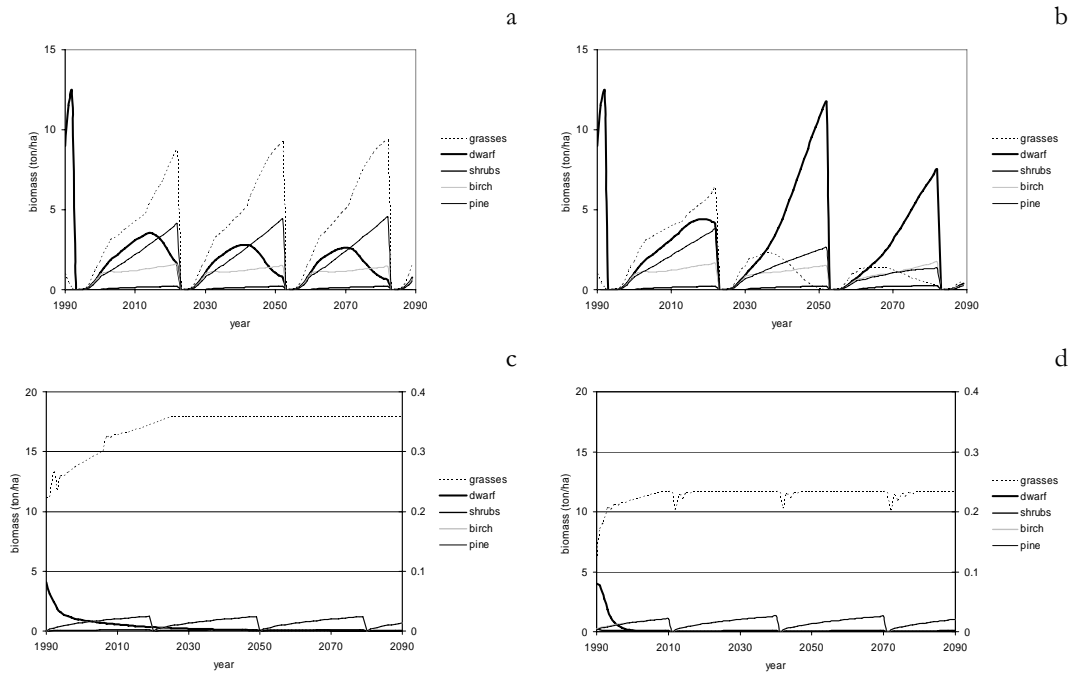 a
15
10
5
0
biomass (ton/ha)
1990 2010 2030 2050 2070 2090
year
grasses
dwarf
shrubs
birch
pine
b
15
10
5
0
biomass (ton/ha)
1990 2010 2030 2050 2070 2090
year
grasses
dwarf
shrubs
birch
pine
c
20
15
10
5
0
biomass (ton/ha)
0.4
0.3
0.2
0.1
0
1990 2010 2030 2050 2070 2090
year
grasses
dwarf
shrubs
birch
pine
d
20
15
10
5
0
biomass (ton/ha)
0.4
0.3
0.2
0.1
0
1990 2010 2030 2050 2070 2090
year
grasses
dwarf
shrubs
birch
pine